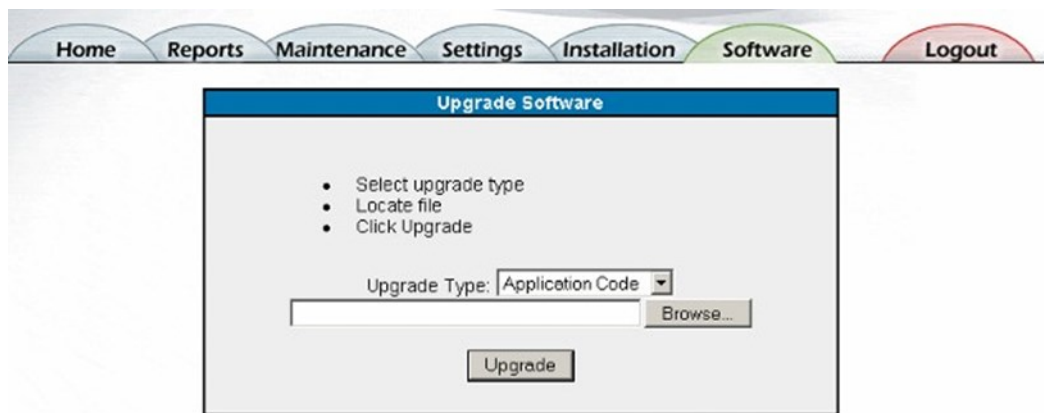 Home Reports Maintenance Settings Installation Software Logout
Upgrade Software
• Select upgrade type
• Locate file
• Click Upgrade
Upgrade Type: Application Code
Browse...
Upgrade